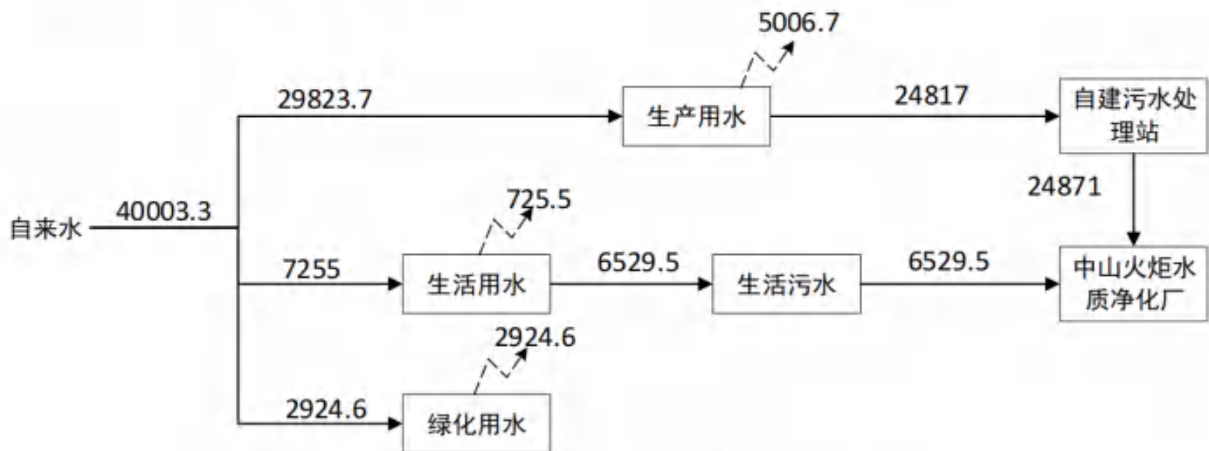 5006.7
29823.7
生产用水
24817
自建污水处
理站
24871
自来水
40003.3
725.5
7255
生活用水
6529.5
生活污水
6529.5
中山火炬水
质净化厂
2924.6
2924.6
绿化用水